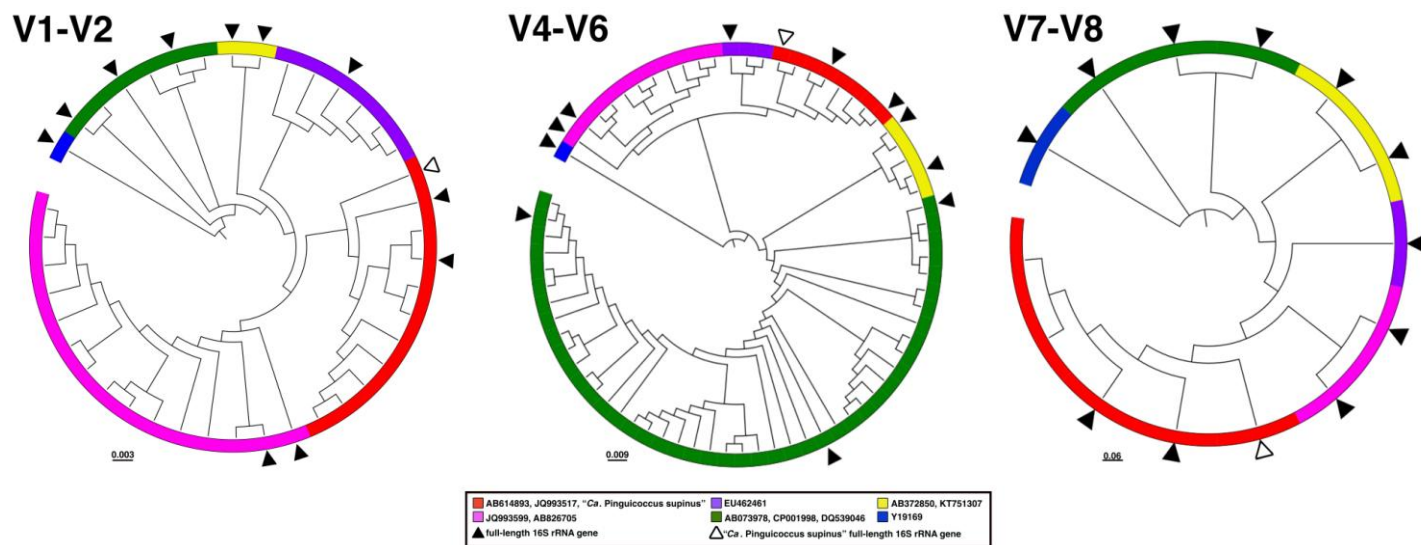 V1-V2
V4-V6
V7-V8
0.003
0.009
0.06
AB614893, JQ993517, "Ca. Pinguicoccus supinus" EU462461 AB372850, KT751307
JQ993599, AB826705 AB073978, CP001998, DQ539046 Y19169
full-length 16S rRNA gene "Ca. Pinguicoccus supinus" full-length 16S rRNA gene